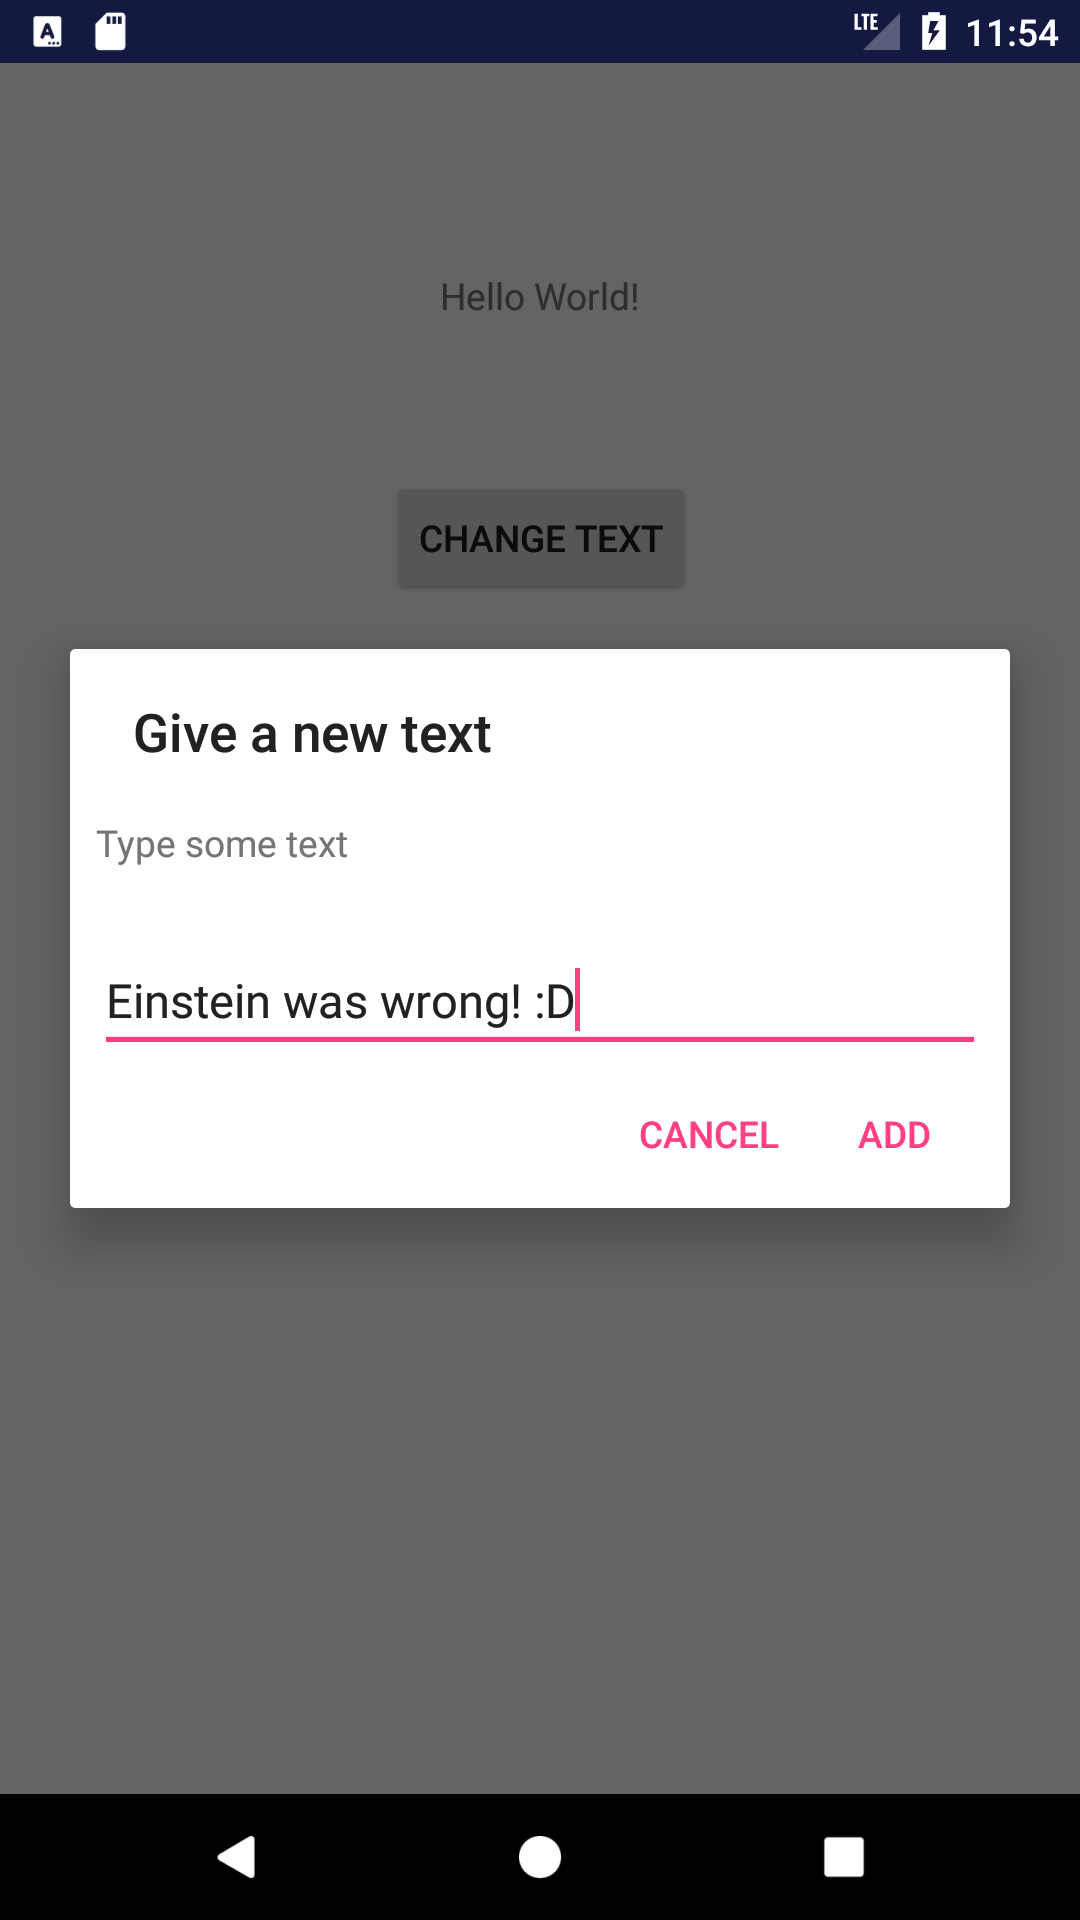 LTE 11:54
Hello World!
CHANGE TEXT
Give a new text
Type some text
Einstein was wrong! :D
CANCEL ADD